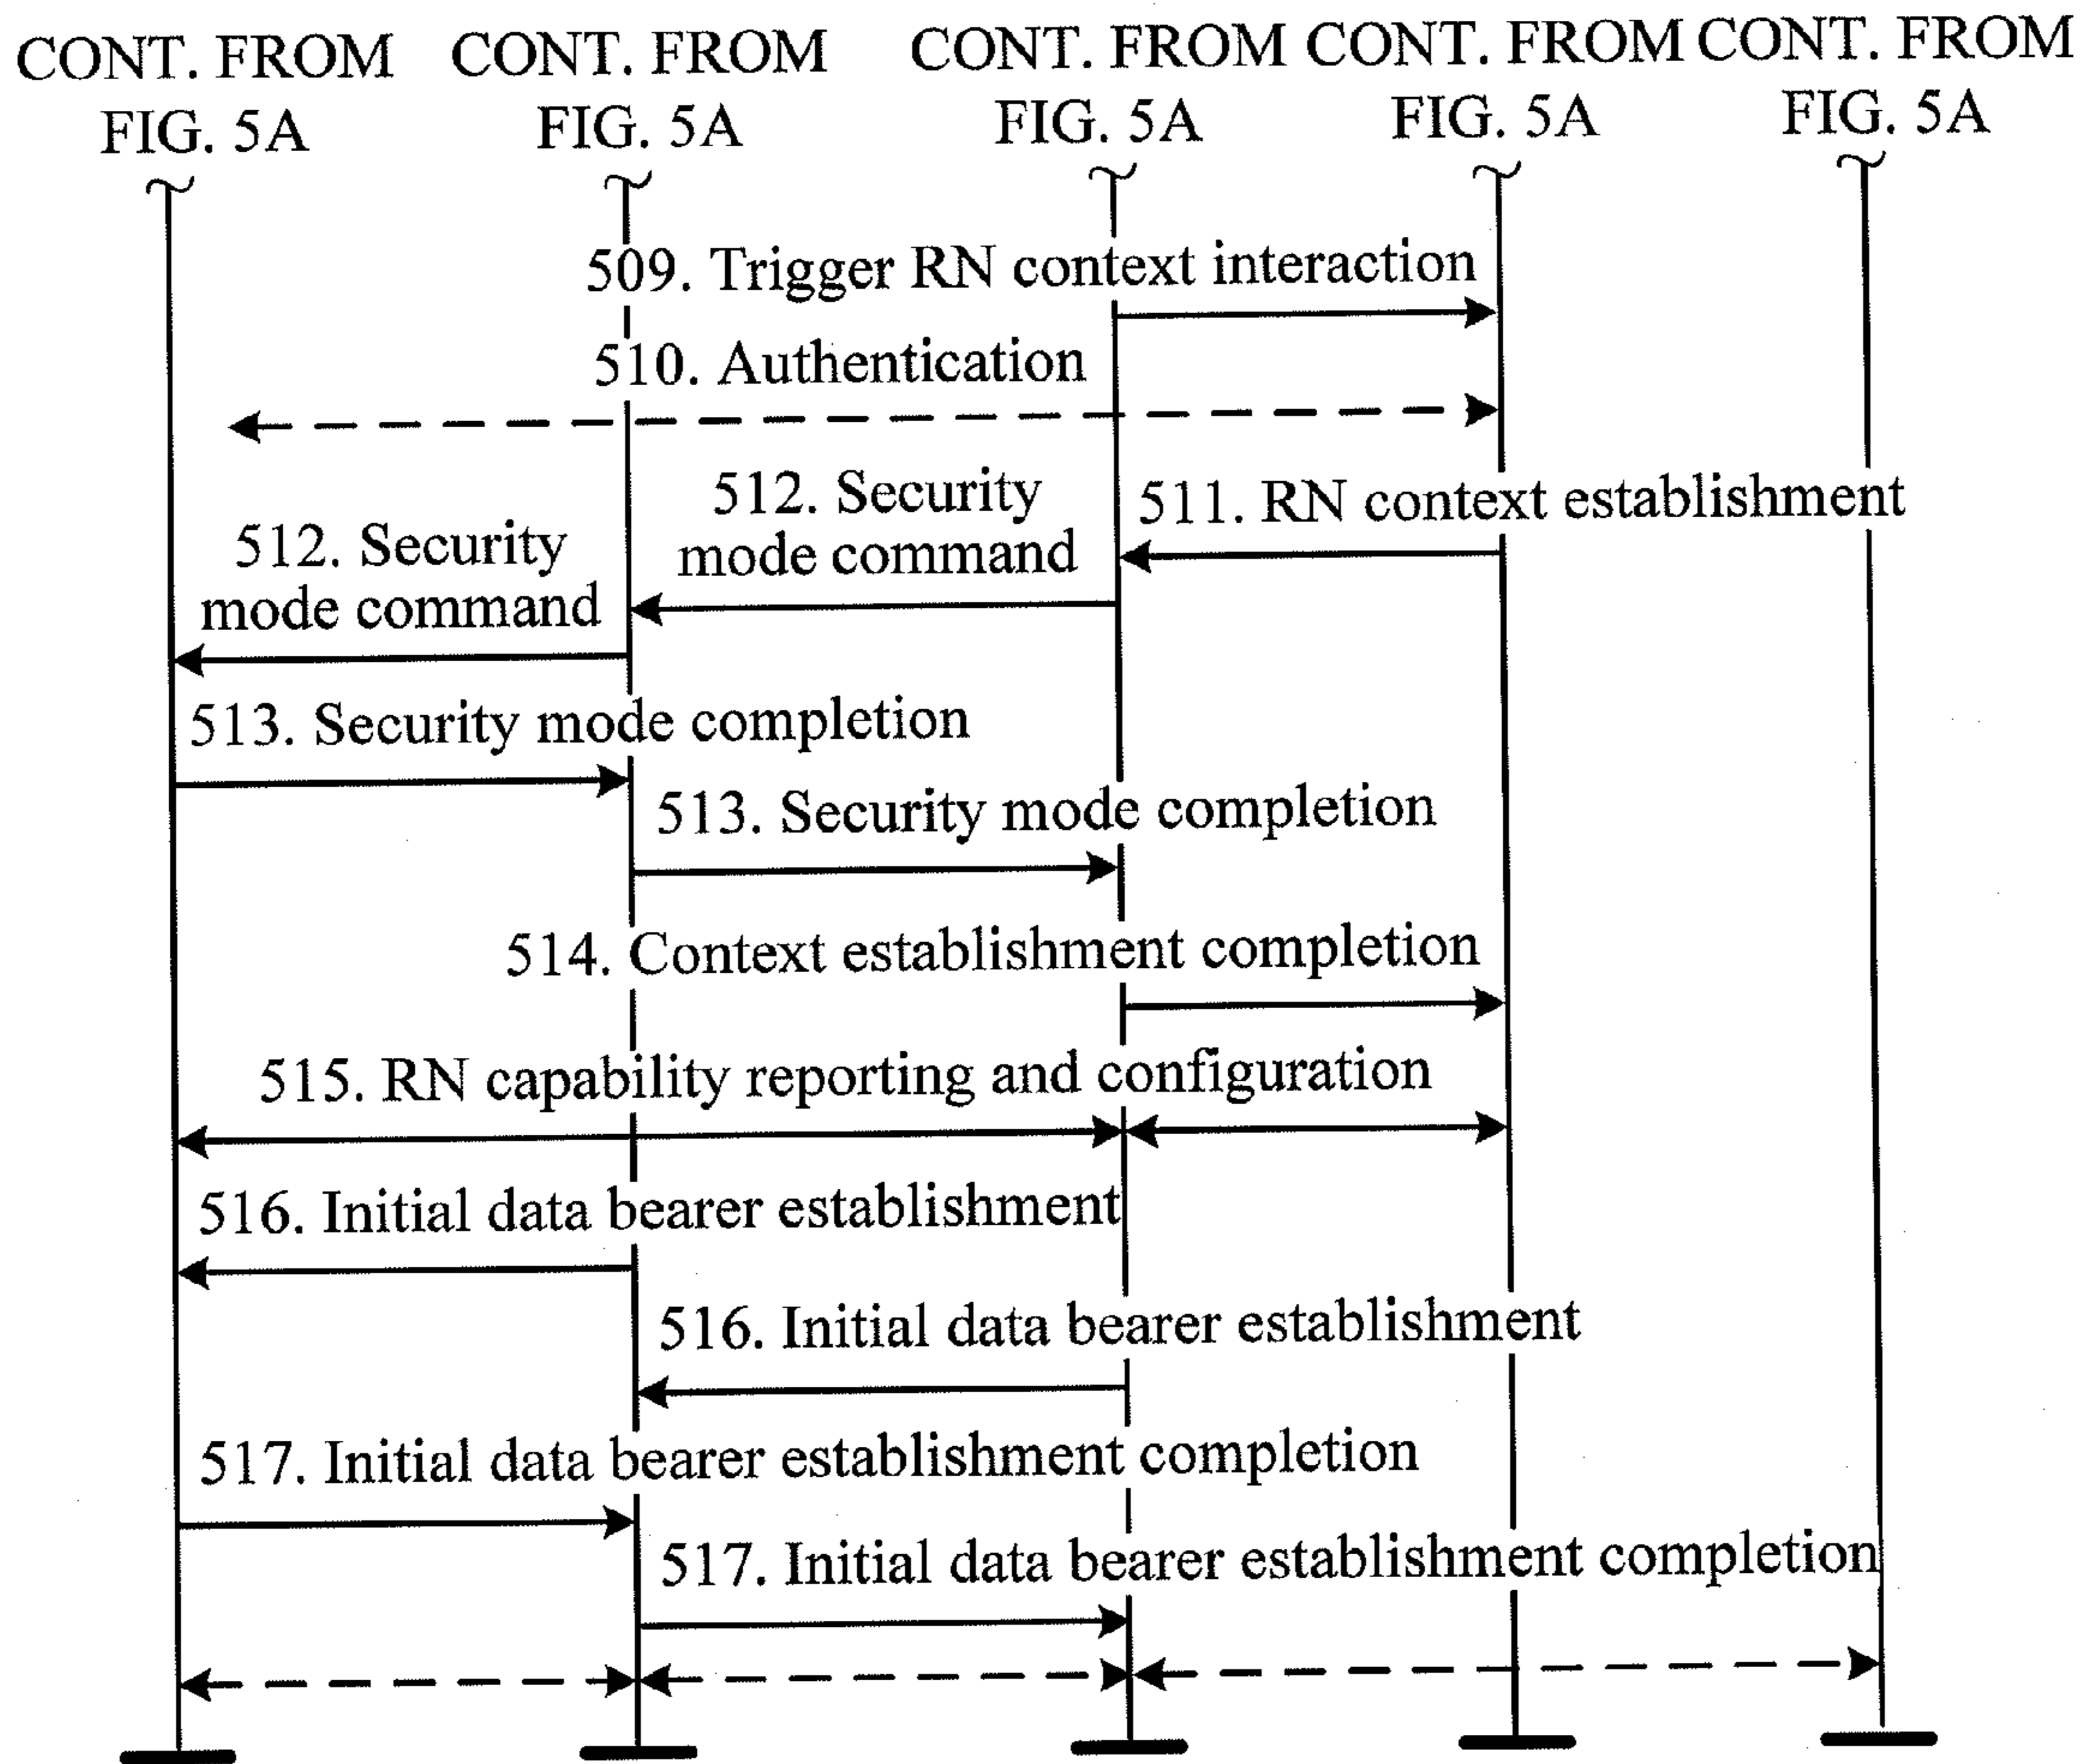 CONT. FROM
FIG. 5A
CONT. FROM
FIG. 5A
CONT. FROM
FIG. 5A
CONT. FROM
FIG. 5A
CONT. FROM
FIG. 5A
509. Trigger RN context interaction
510. Authentication
511. RN context establishment
512. Security
mode command
512. Security
mode command
513. Security mode completion
513. Security mode completion
514. Context establishment completion
515. RN capability reporting and configuration
516. Initial data bearer establishment
516. Initial data bearer establishment
517. Initial data bearer establishment completion
517. Initial data bearer establishment completion